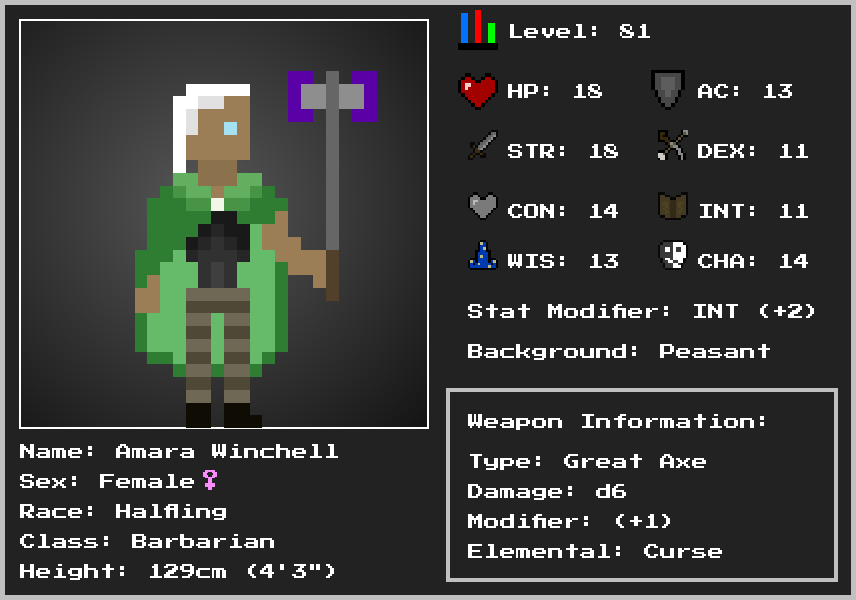 Level: 81
HP: 18 AC: 13
STR: 18 DEX: 11
CON: 14 INT: 11
WIS: 13 CHA: 14
Stat Modifier: INT (+2)
Background: Peasant
Weapon Information:
Type: Great Axe
Damage: d6
Modifier: (+1)
Elemental: Curse
Name: Amara Winchell
Sex: Female♀
Race: Halfling
Class: Barbarian
Height: 129cm (4'3")